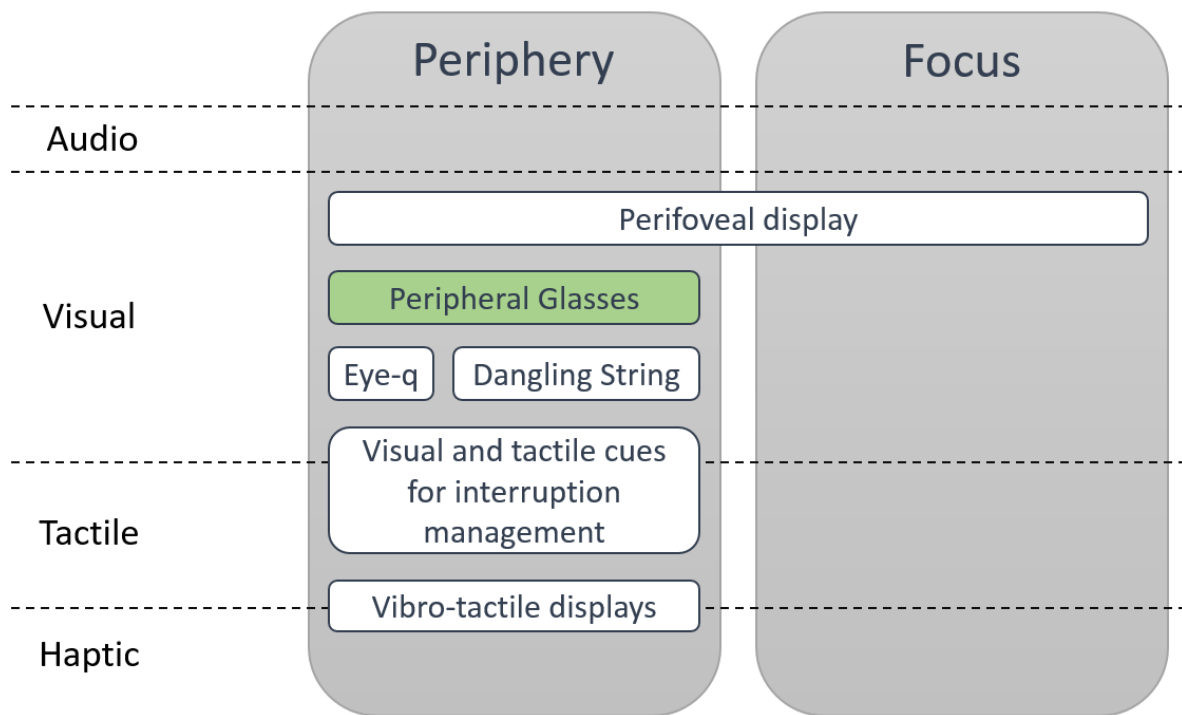 Periphery
Focus
Audio
Perifoveal display
Visual
Peripheral Glasses
Eye-q
Dangling String
Visual and tactile cues
for interruption
management
Tactile
Vibro-tactile displays
Haptic